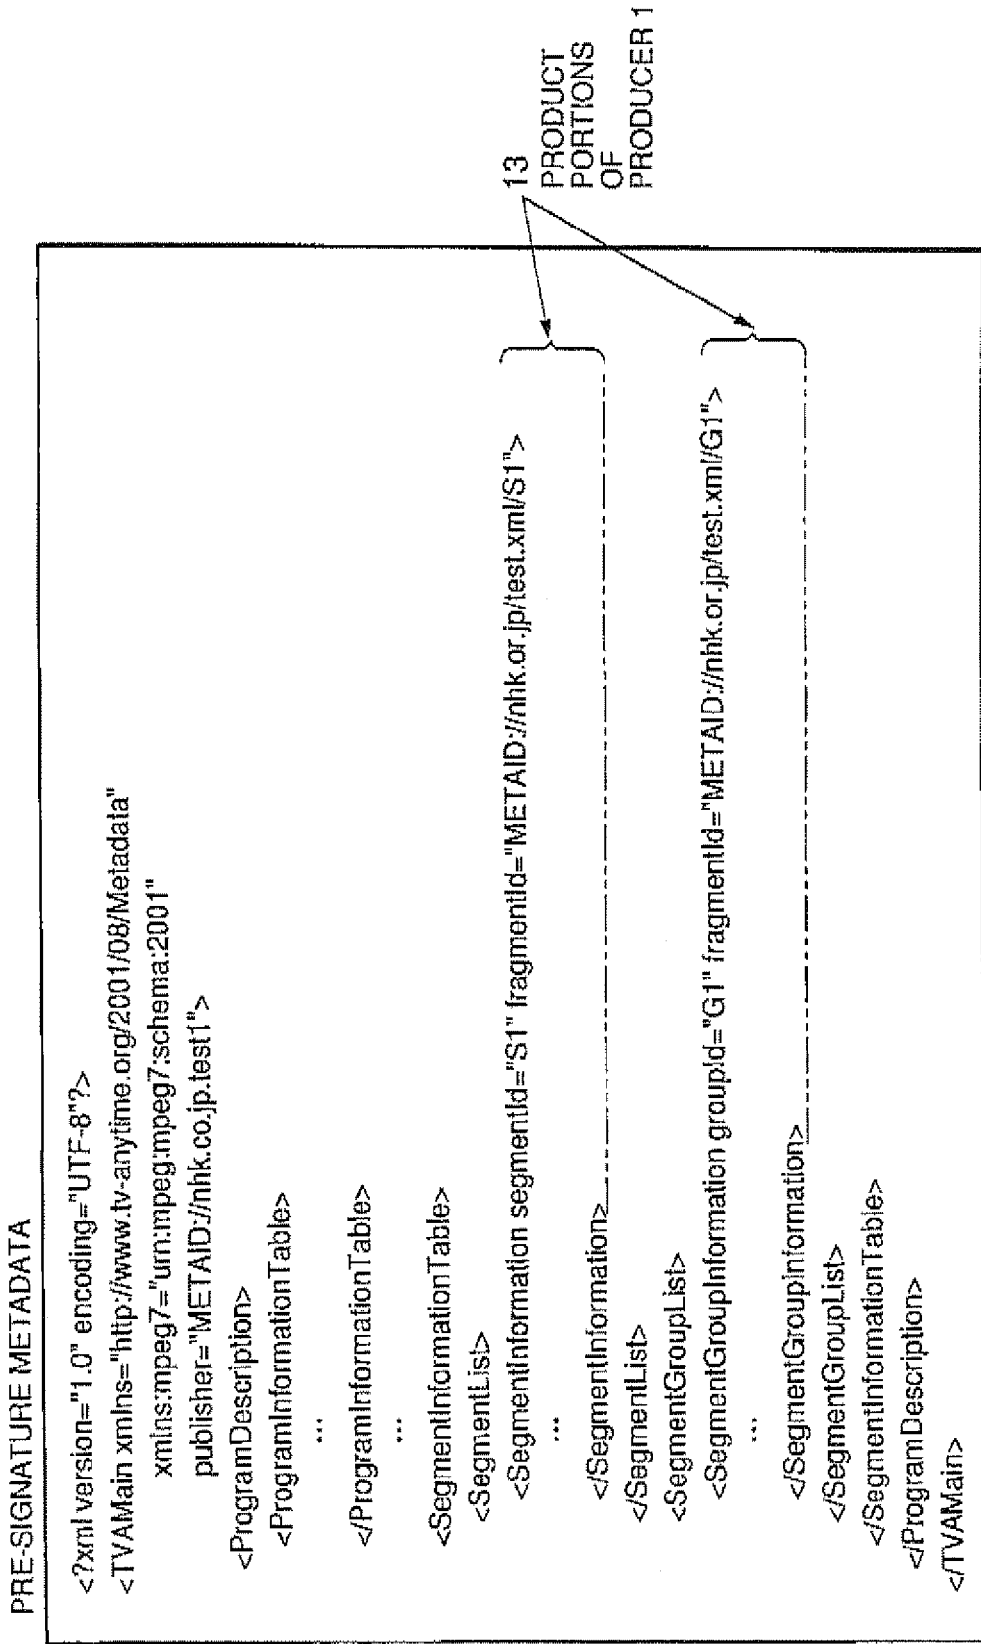 PRE-SIGNATURE METADATA
<?xml version="1.0" encoding="UTF-8"?>
<TVAMain xmlns="http://www.tv-anytime.org/2001/08/Metadata"
xmlns:mpeg7="urn:mpeg:mpeg7:schema:2001"
publisher="METAID://nhk.co.jp.test1">
<ProgramDescription>
<ProgramInformationTable>
...
</ProgramInformationTable>
...
<SegmentInformationTable>
<SegmentList>
<SegmentInformation segmentId="S1" fragmentId="METAID://nhk.or.jp/test.xml/S1">
...
</SegmentInformation>
</SegmentList>
<SegmentGroupList>
<SegmentGroupInformation groupId="G1" fragmentId="METAID://nhk.or.jp/test.xml/G1">
...
</SegmentGroupInformation>
</SegmentGroupList>
</SegmentInformationTable>
</ProgramDescription>
</TVAMain>
13
PRODUCT
PORTIONS
OF
PRODUCER 1